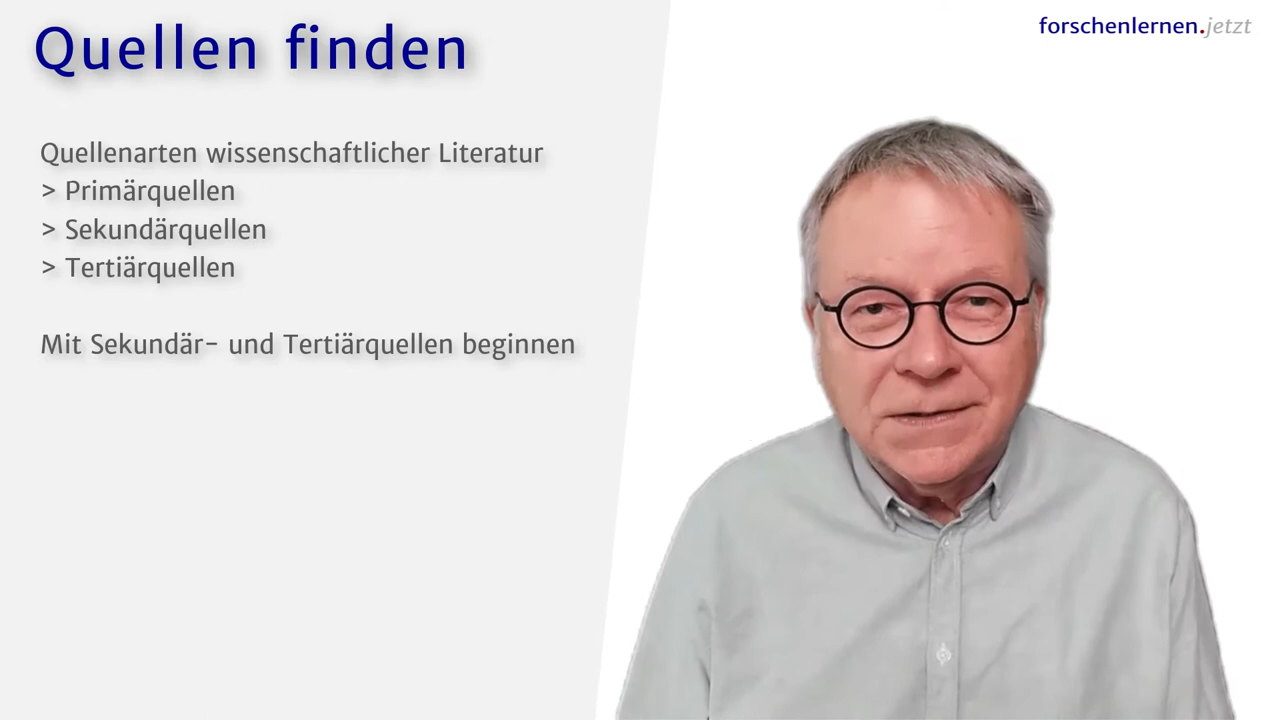 Quellen finden
forschenlernen.jetzt
Quellenarten wissenschaftlicher Literatur
> Primärquellen
> Sekundärquellen
> Tertiärquellen
Mit Sekundär- und Tertiärquellen beginnen